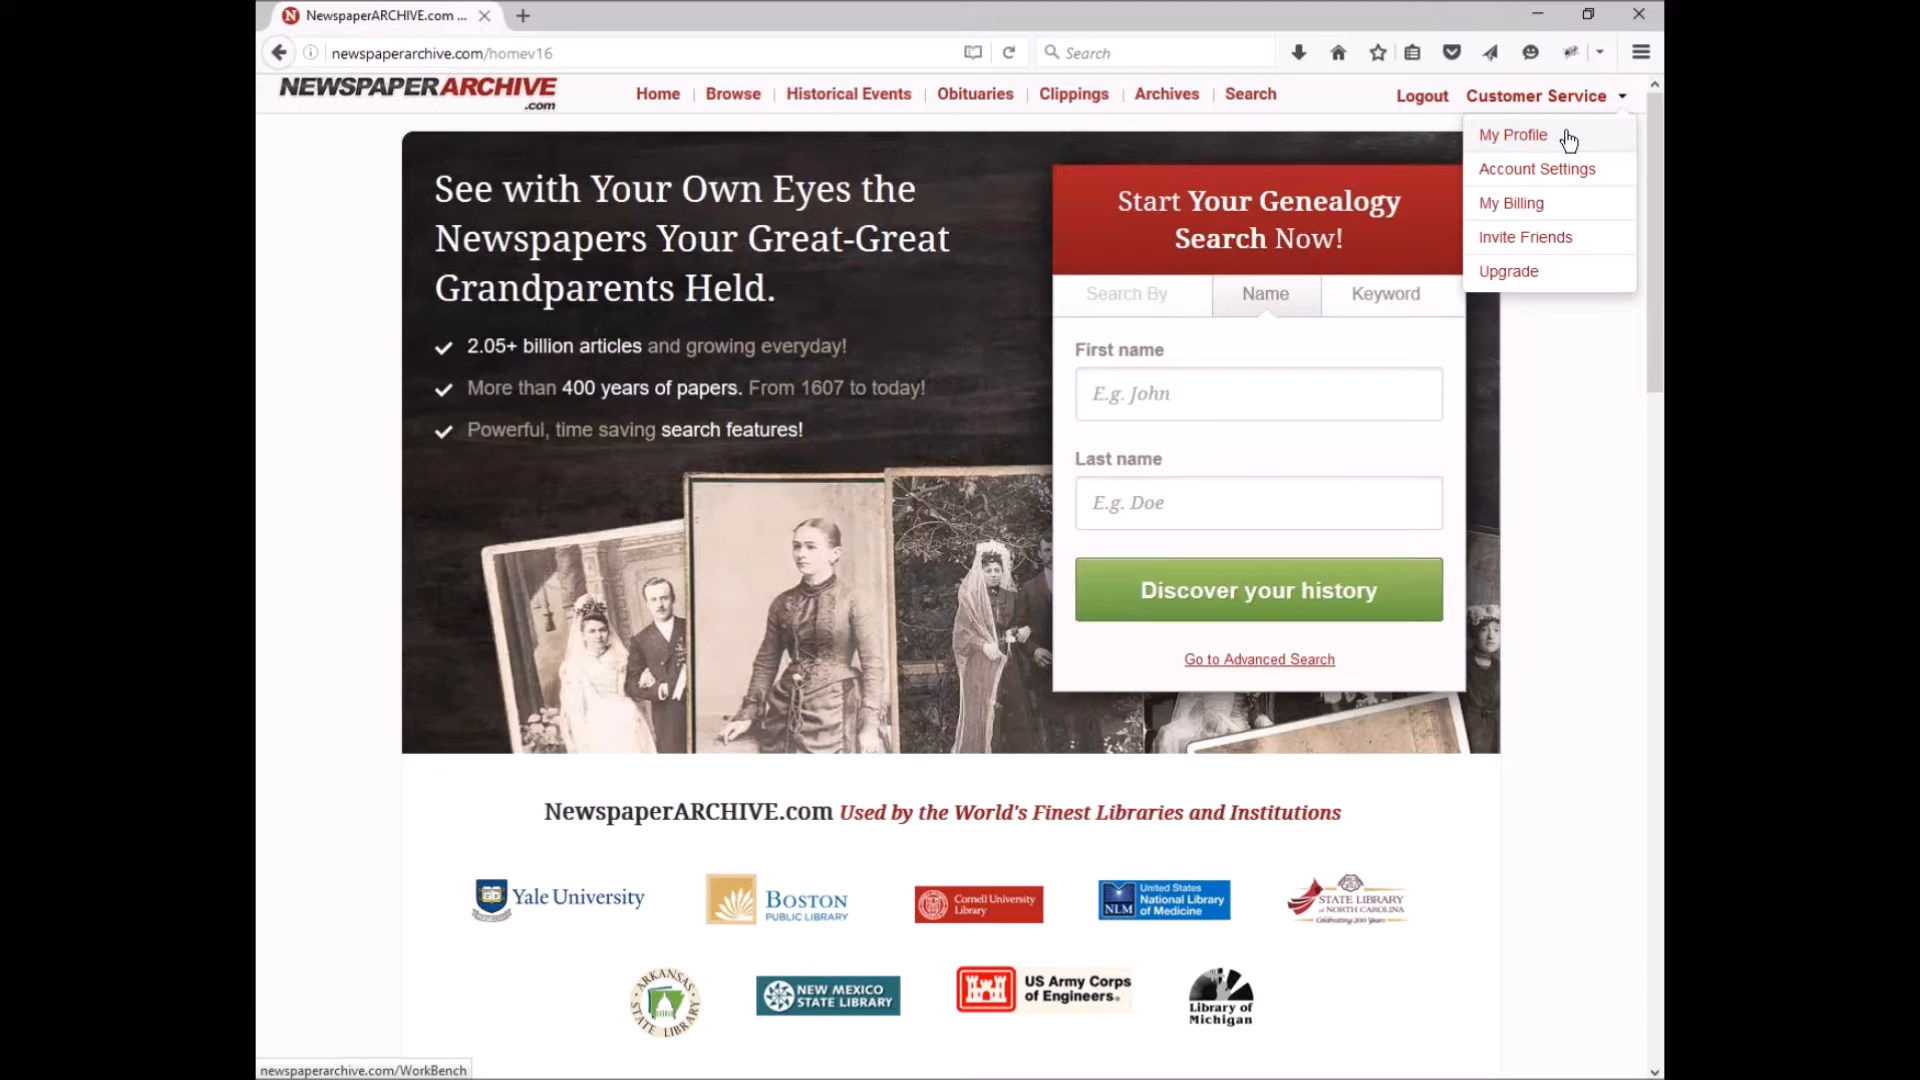 NewspaperARCHIVE.com ...
newspaperarchive.com/homev16
Search
NEWSPAPERARCHIVE
.com
Home | Browse | Historical Events | Obituaries | Clippings | Archives | Search
Logout Customer Service
My Profile
Account Settings
My Billing
Invite Friends
Upgrade
See with Your Own Eyes the
Newspapers Your Great-Great
Grandparents Held.
2.05+ billion articles and growing everyday!
More than 400 years of papers. From 1607 to today!
Powerful, time saving search features!
Start Your Genealogy
Search Now!
Search By Name Keyword
First name
E.g. John
Last name
E.g. Doe
Discover your history
Go to Advanced Search
NewspaperARCHIVE.com Used by the World's Finest Libraries and Institutions
Yale University
BOSTON
PUBLIC LIBRARY
Cornell University
Library
NLM
United States
National Library
of Medicine
STATE LIBRARY
of NORTH CAROLINA
Celebrating 200 Years
ARKANSAS
STATE LIBRARY
NEW MEXICO
STATE LIBRARY
US Army Corps
of Engineers®
Library of
Michigan
newspaperarchive.com/WorkBench